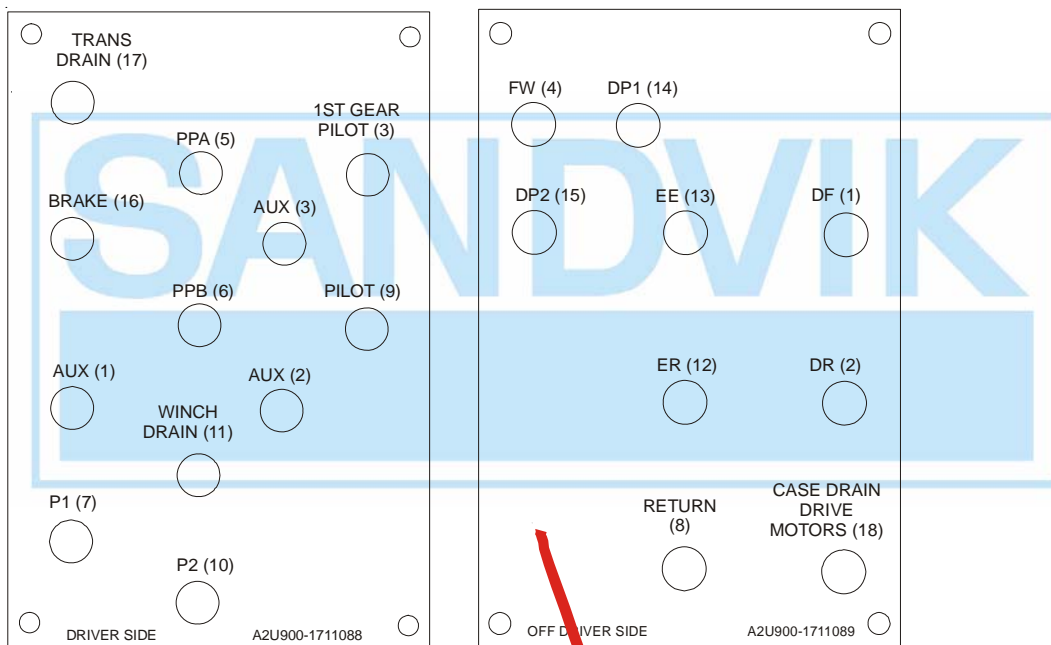 TRANS
DRAIN (17)
1ST GEAR
PILOT (3)
PPA (5)
BRAKE (16)
AUX (3)
PPB (6)
PILOT (9)
AUX (1)
AUX (2)
WINCH
DRAIN (11)
P1 (7)
P2 (10)
DRIVER SIDE
A2U900-1711088
FW (4)
DP1 (14)
DP2 (15)
EE (13)
DF (1)
ER (12)
DR (2)
RETURN
(8)
CASE DRAIN
DRIVE
MOTORS (18)
OFF DRIVER SIDE
A2U900-1711089
SANDVIK